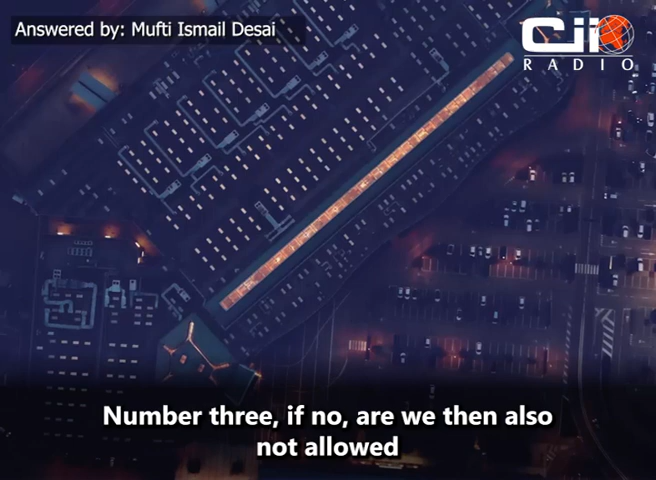 Answered by: Mufti Ismail Desai
Cii
RADIO
Number three, if no, are we then also
not allowed